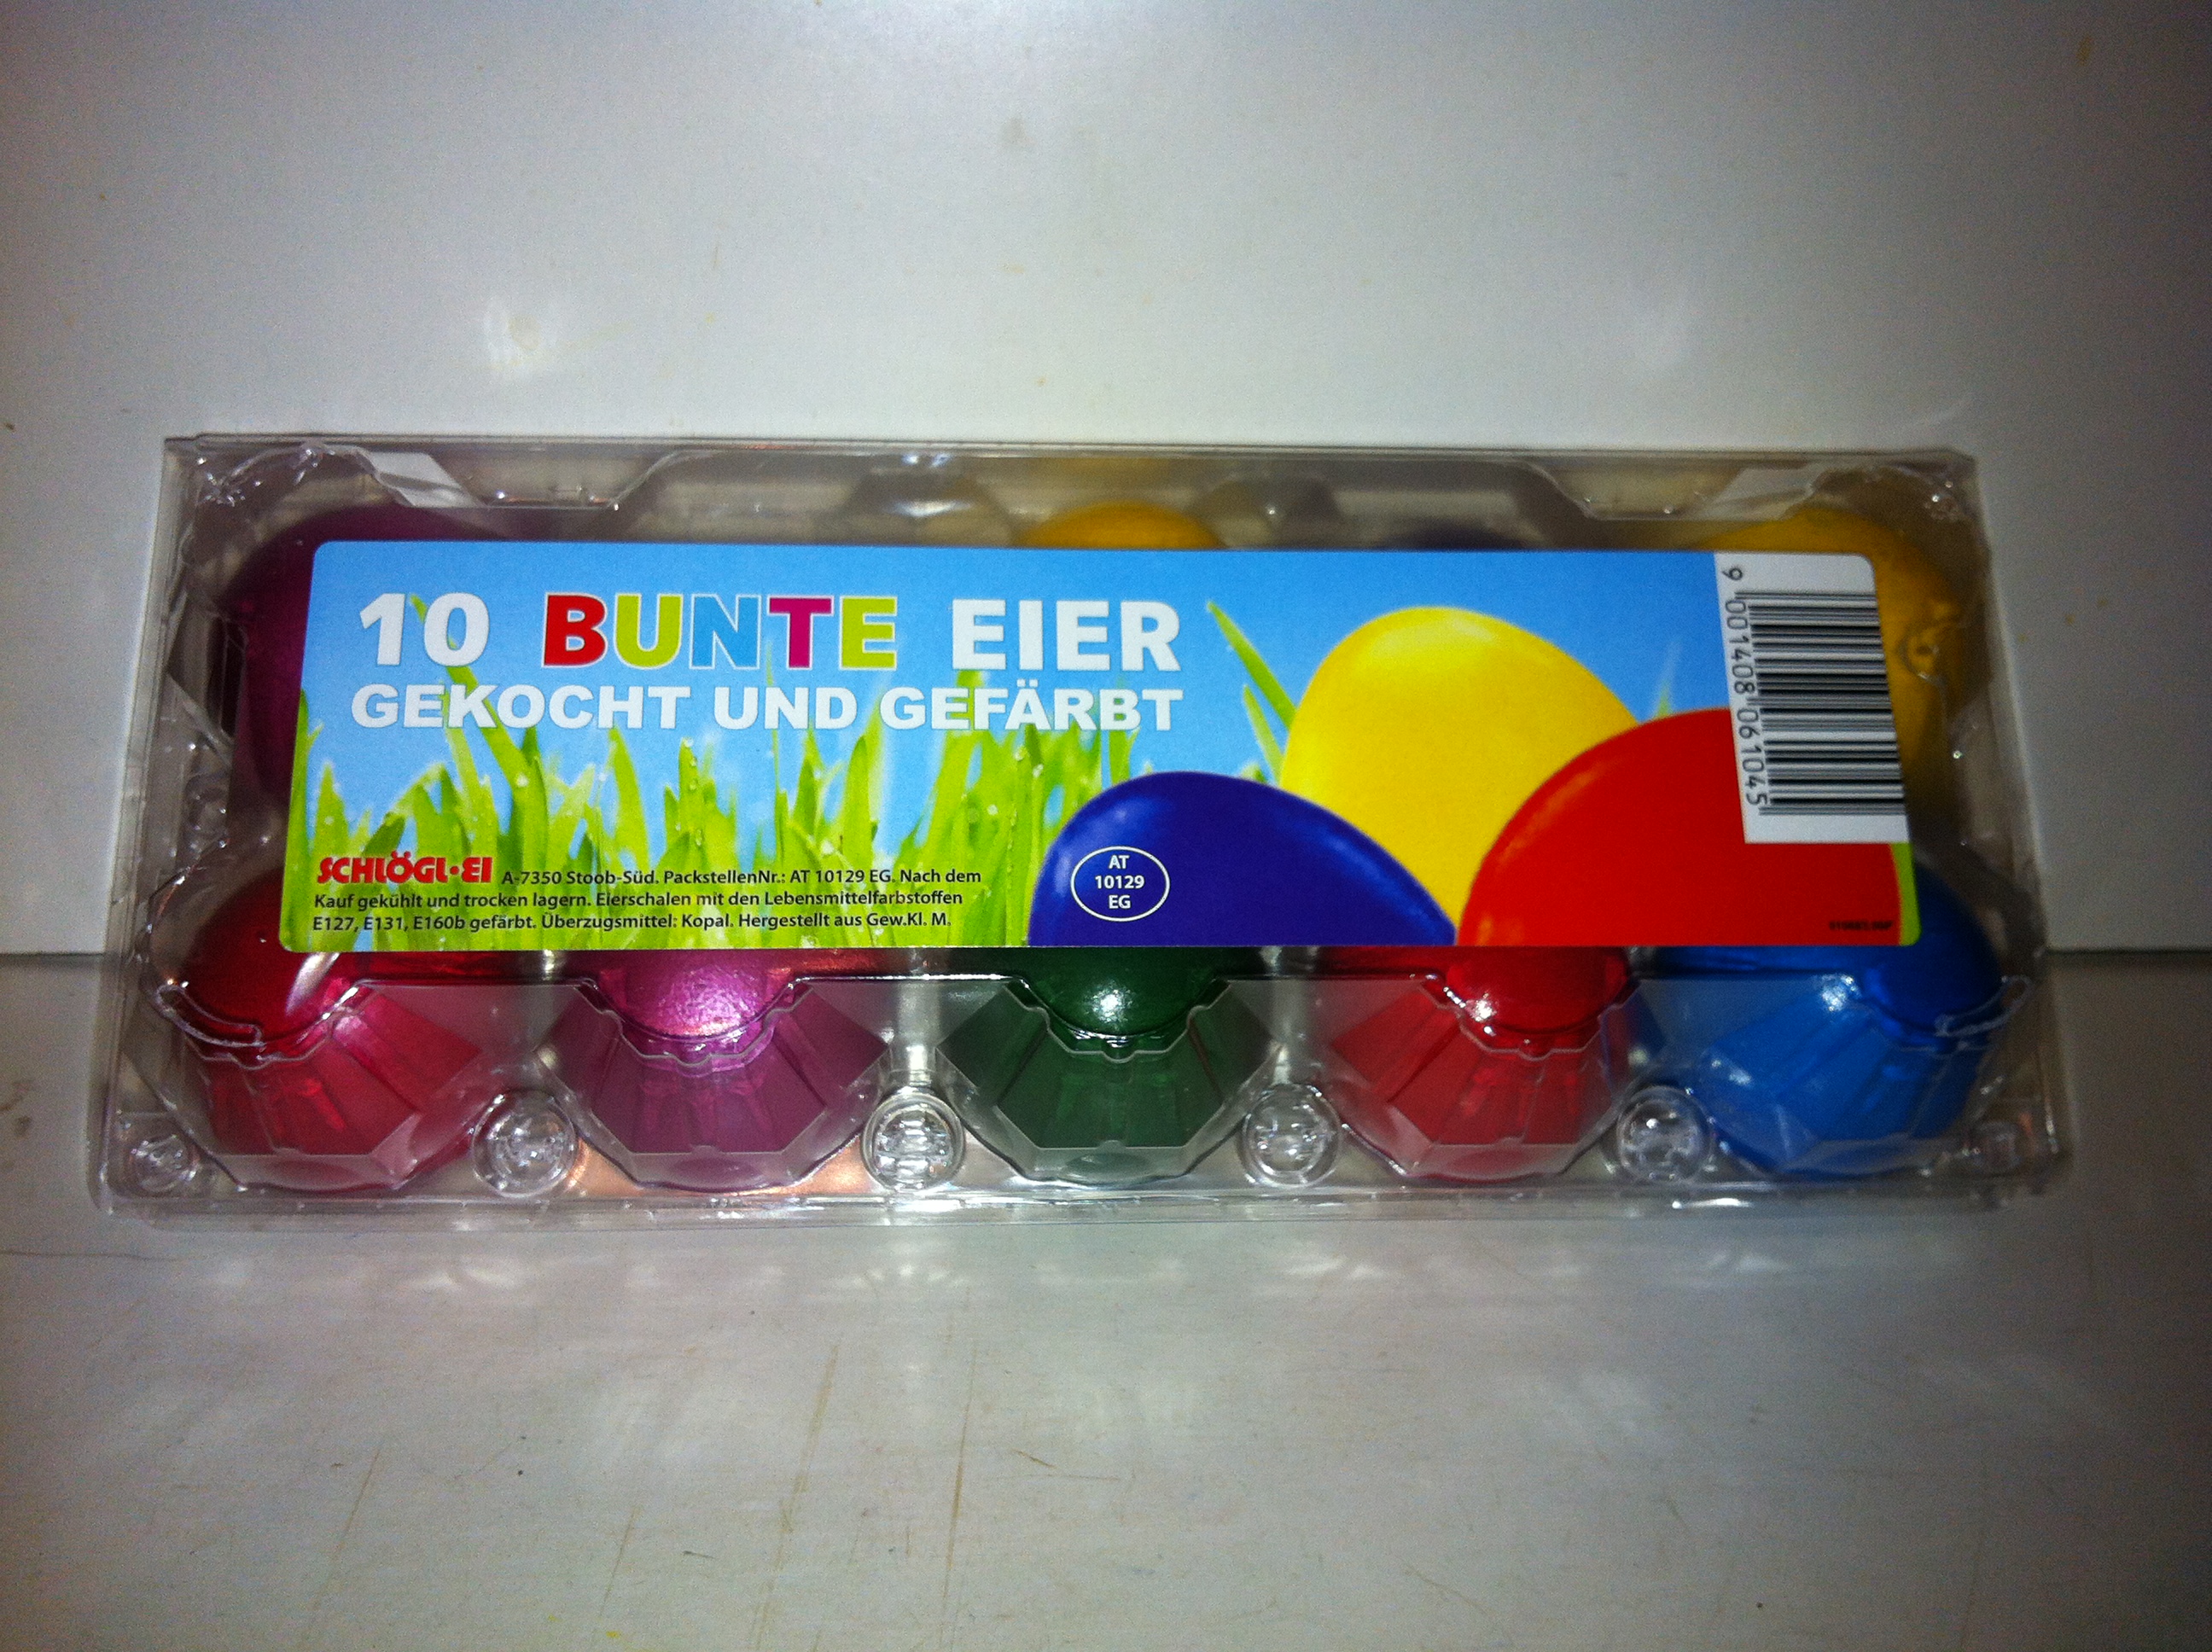 10 BUNTE EIER
GEKOCHT UND GEFÄRBT
SCHLÖGL·EI A-7350 Stoob-Süd. PackstellenNr.: AT 10129 EG. Nach dem
Kauf gekühlt und trocken lagern. Eierschalen mit den Lebensmittelfarbstoffen
E127, E131, E160b gefärbt. Überzugsmittel: Kopal. Hergestellt aus Gew.Kl. M.
AT
10129
EG
9 001408 061045